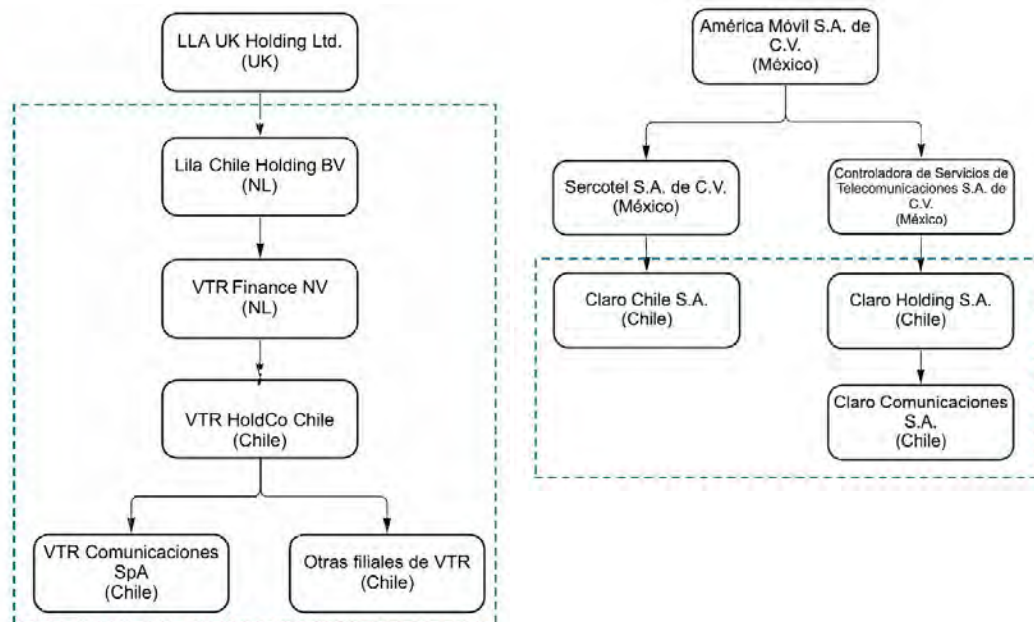 LLA UK Holding Ltd.
(UK)
Lila Chile Holding BV
(NL)
VTR Finance NV
(NL)
VTR HoldCo Chile
(Chile)
VTR Comunicaciones
SpA
(Chile)
Otras filiales de VTR
(Chile)
América Móvil S.A. de
C.V.
(México)
Sercotel S.A. de C.V.
(México)
Controladora de Servicios de
Telecomunicaciones S.A. de
C.V.
(México)
Claro Chile S.A.
(Chile)
Claro Holding S.A.
(Chile)
Claro Comunicaciones
S.A.
(Chile)